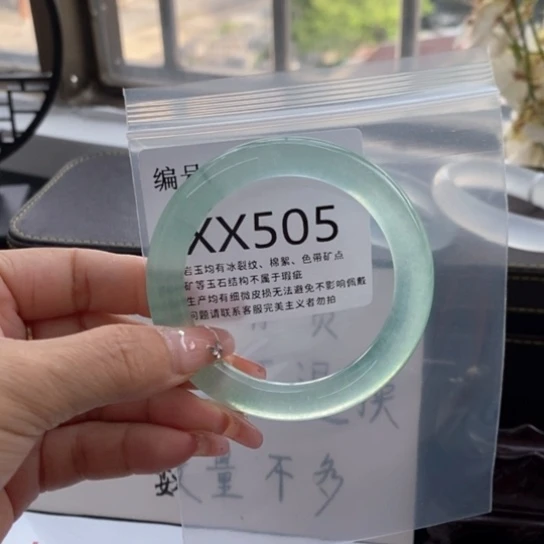 编号
XX505
岩玉均有冰裂纹、棉絮、色带矿点
矿等玉石结构不属于瑕疵
生产均有细微皮损无法避免不影响佩戴
问题请联系客服完美主义者勿拍
退换
数量不多